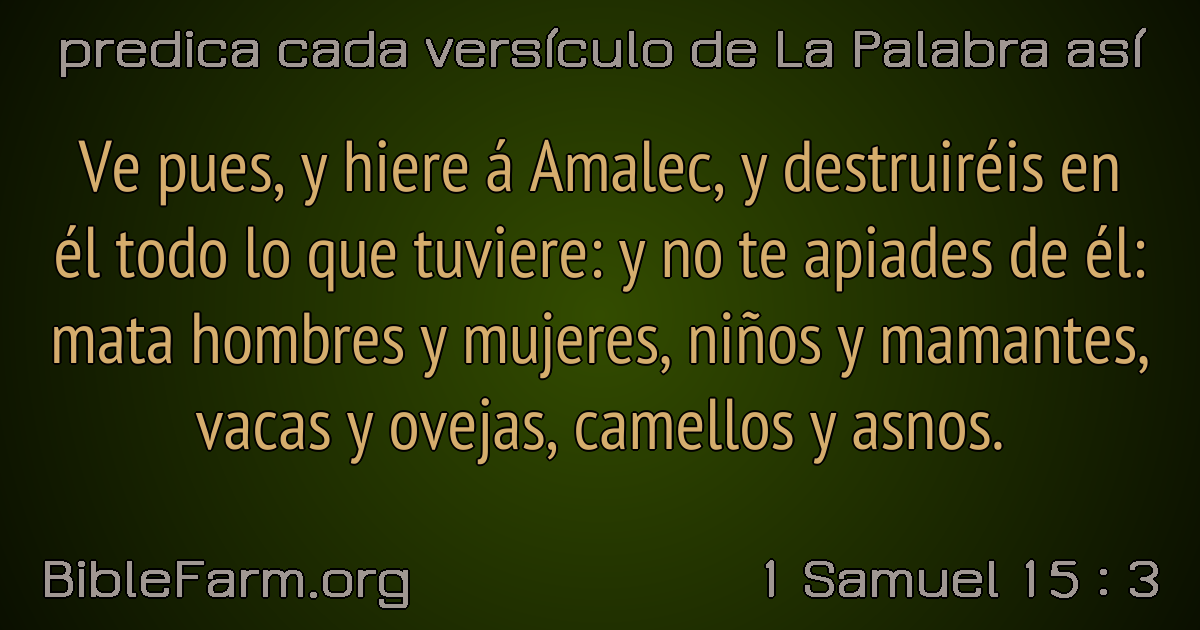 predica cada versículo de La Palabra así
Ve pues, y hiere á Amalec, y destruiréis en
él todo lo que tuviere: y no te apiades de él:
mata hombres y mujeres, niños y mamantes,
vacas y ovejas, camellos y asnos.
BibleFarm.org
1 Samuel 15 : 3